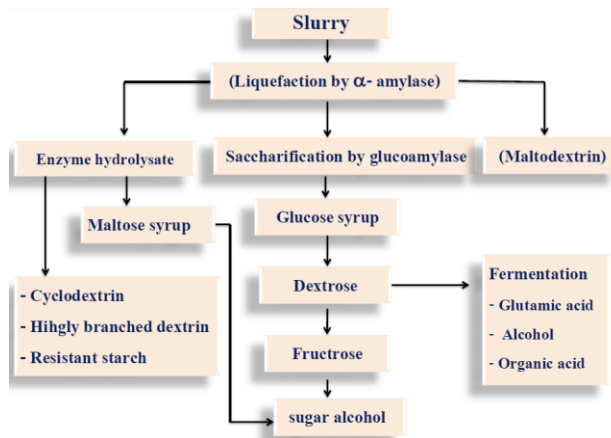 Slurry
(Liquefaction by α- amylase)
Enzyme hydrolysate
Saccharification by glucoamylase
(Maltodextrin)
Maltose syrup
Glucose syrup
- Cyclodextrin
- Hihgly branched dextrin
- Resistant starch
Dextrose
Fermentation
- Glutamic acid
- Alcohol
- Organic acid
Fructrose
sugar alcohol